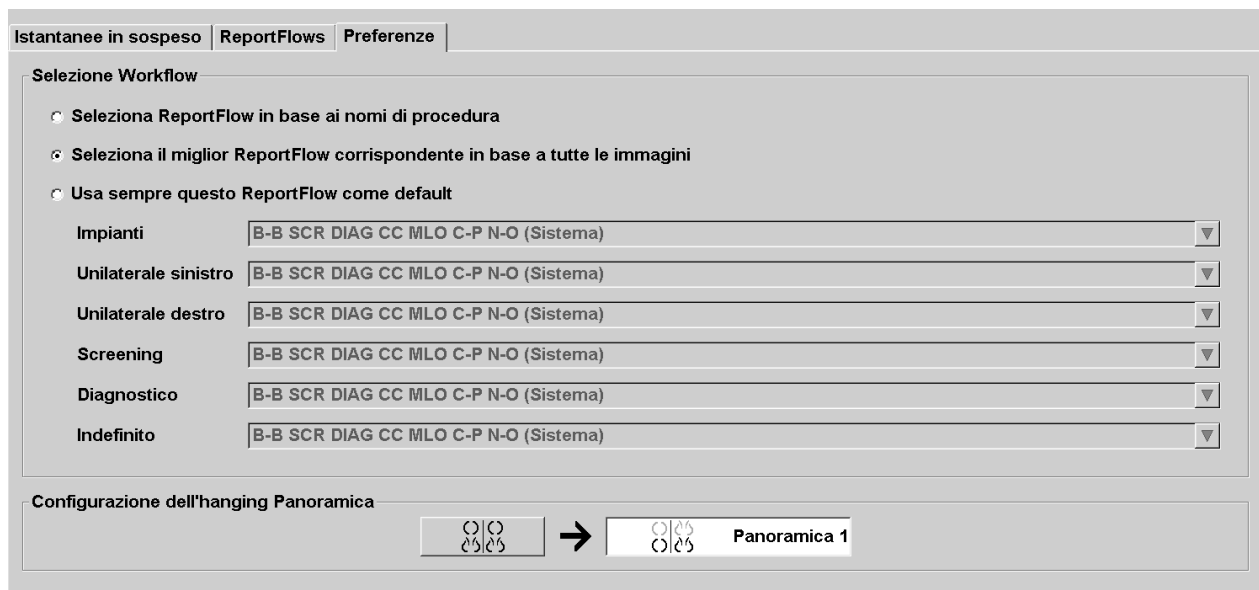 Istantanee in sospeso ReportFlows Preferenze
Selezione Workflow
Seleziona ReportFlow in base ai nomi di procedura
Seleziona il miglior ReportFlow corrispondente in base a tutte le immagini
Usa sempre questo ReportFlow come default
Impianti B-B SCR DIAG CC MLO C-P N-O (Sistema)
Unilaterale sinistro B-B SCR DIAG CC MLO C-P N-O (Sistema)
Unilaterale destro B-B SCR DIAG CC MLO C-P N-O (Sistema)
Screening B-B SCR DIAG CC MLO C-P N-O (Sistema)
Diagnostico B-B SCR DIAG CC MLO C-P N-O (Sistema)
Indefinito B-B SCR DIAG CC MLO C-P N-O (Sistema)
Configurazione dell'hanging Panoramica
Panoramica 1